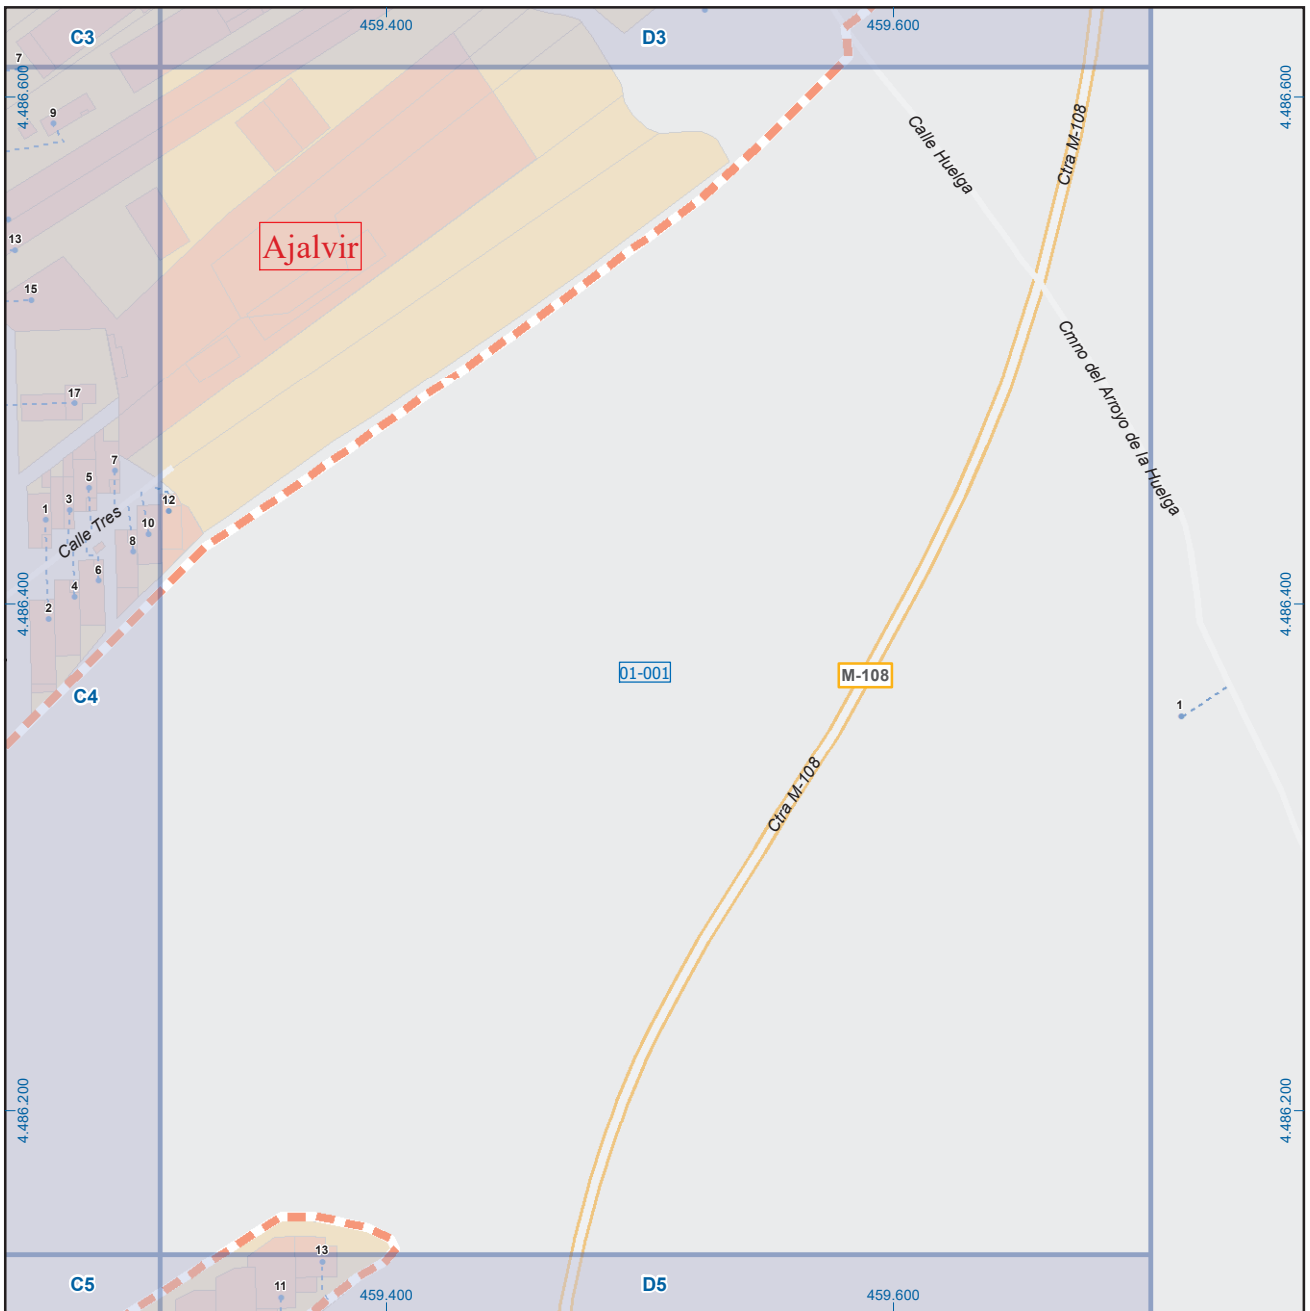 459.400
459.600
C3
D3
7
4.486.600
4.486.600
9
Calle Huelga
Ctra M-108
13
Ajalvir
15
Cmno del Arroyo de la Huelga
17
7
5
3
1
12
10
8
Calle Tres
6
4
2
4.486.400
4.486.400
01-001
M-108
C4
1
Ctra M-108
4.486.200
4.486.200
13
11
C5
D5
459.400
459.600